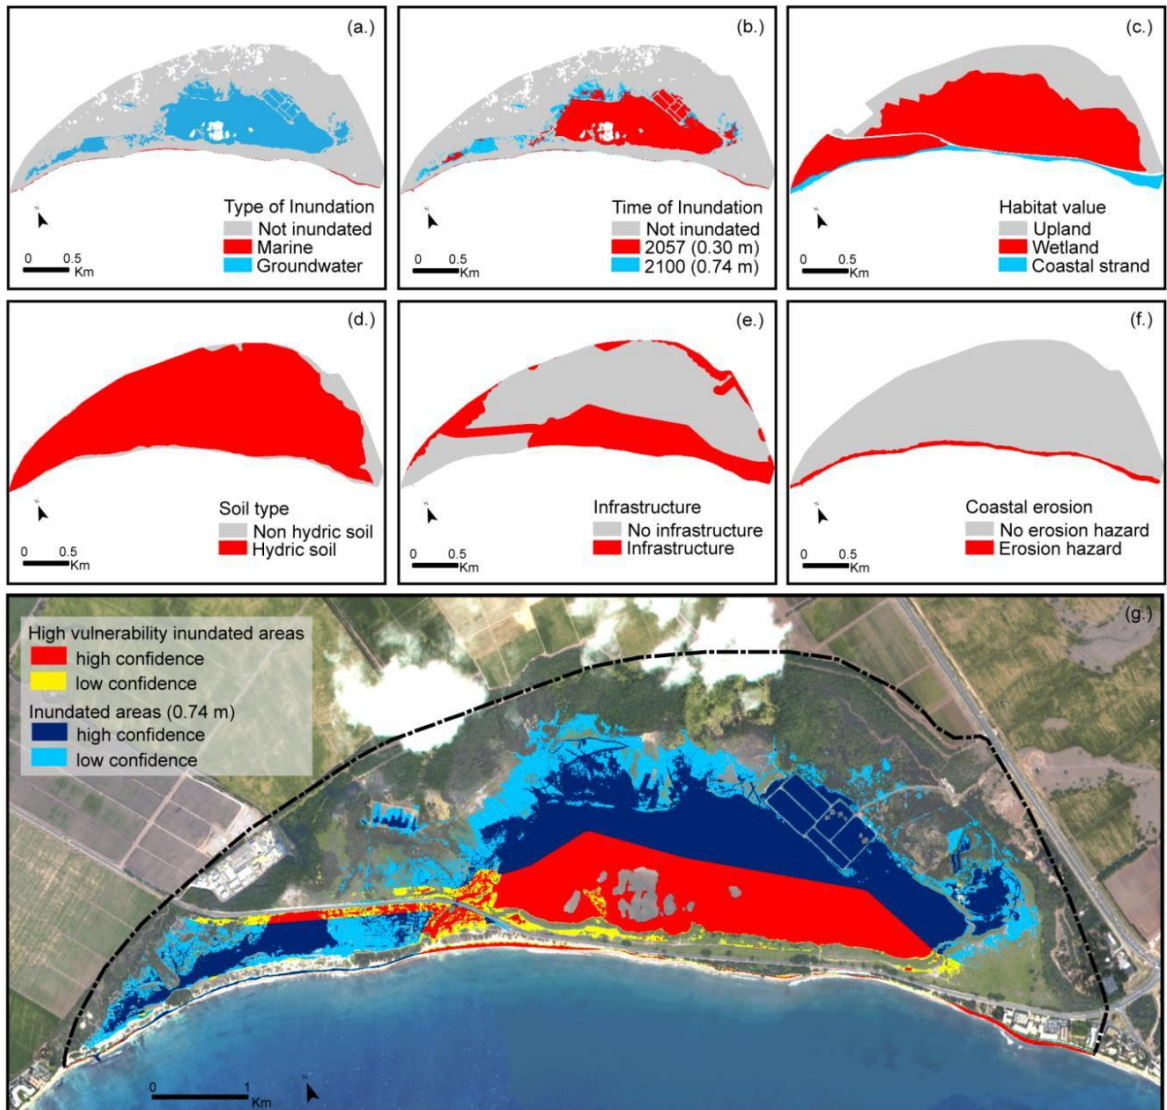 (a.)
Type of Inundation
Not inundated
Marine
Groundwater
N
0 0.5
Km
(b.)
Time of Inundation
Not inundated
2057 (0.30 m)
2100 (0.74 m)
N
0 0.5
Km
(c.)
Habitat value
Upland
Wetland
Coastal strand
N
0 0.5
Km
(d.)
Soil type
Non hydric soil
Hydric soil
N
0 0.5
Km
(e.)
Infrastructure
No infrastructure
Infrastructure
N
0 0.5
Km
(f.)
Coastal erosion
No erosion hazard
Erosion hazard
N
0 0.5
Km
(g.)
High vulnerability inundated areas
high confidence
low confidence
Inundated areas (0.74 m)
high confidence
low confidence
0 1
Km
N